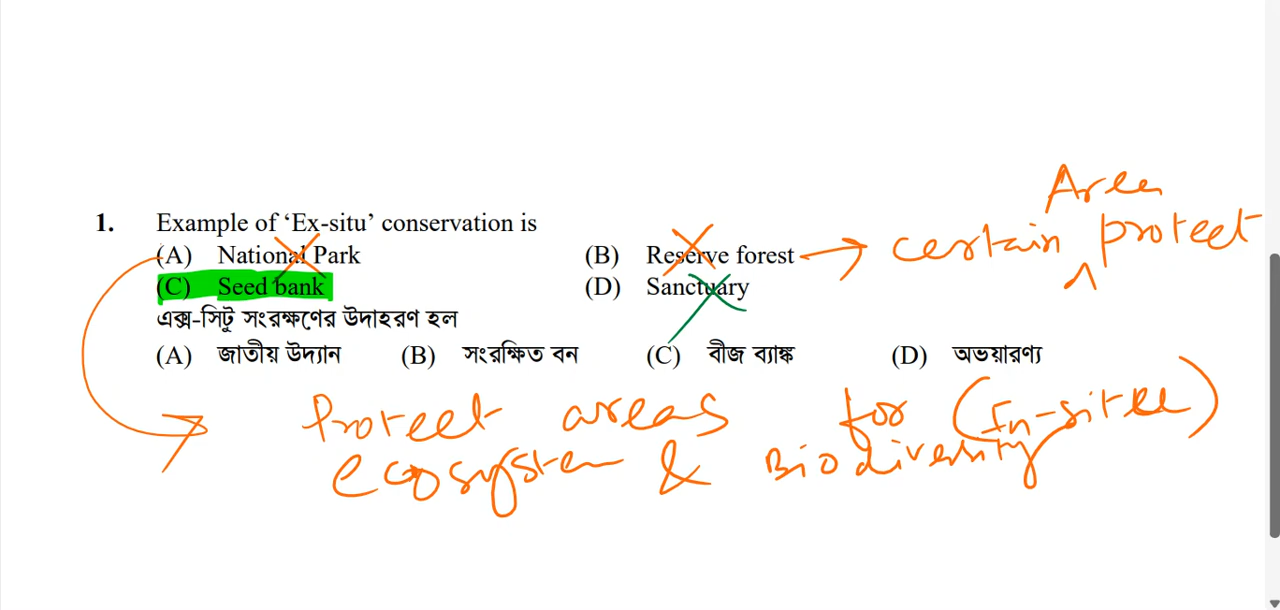 Area
1. Example of ‘Ex-situ’ conservation is
certain protect
(A) National Park (B) Reserve forest
(C) Seed bank (D) Sanctuary
এক্স-সিটু সংরক্ষণের উদাহরণ হল
(A) জাতীয় উদ্যান (B) সংরক্ষিত বন (C) বীজ ব্যাঙ্ক (D) অভয়ারণ্য
Protect areas for (In-situ)
ecosystem & Biodiversity